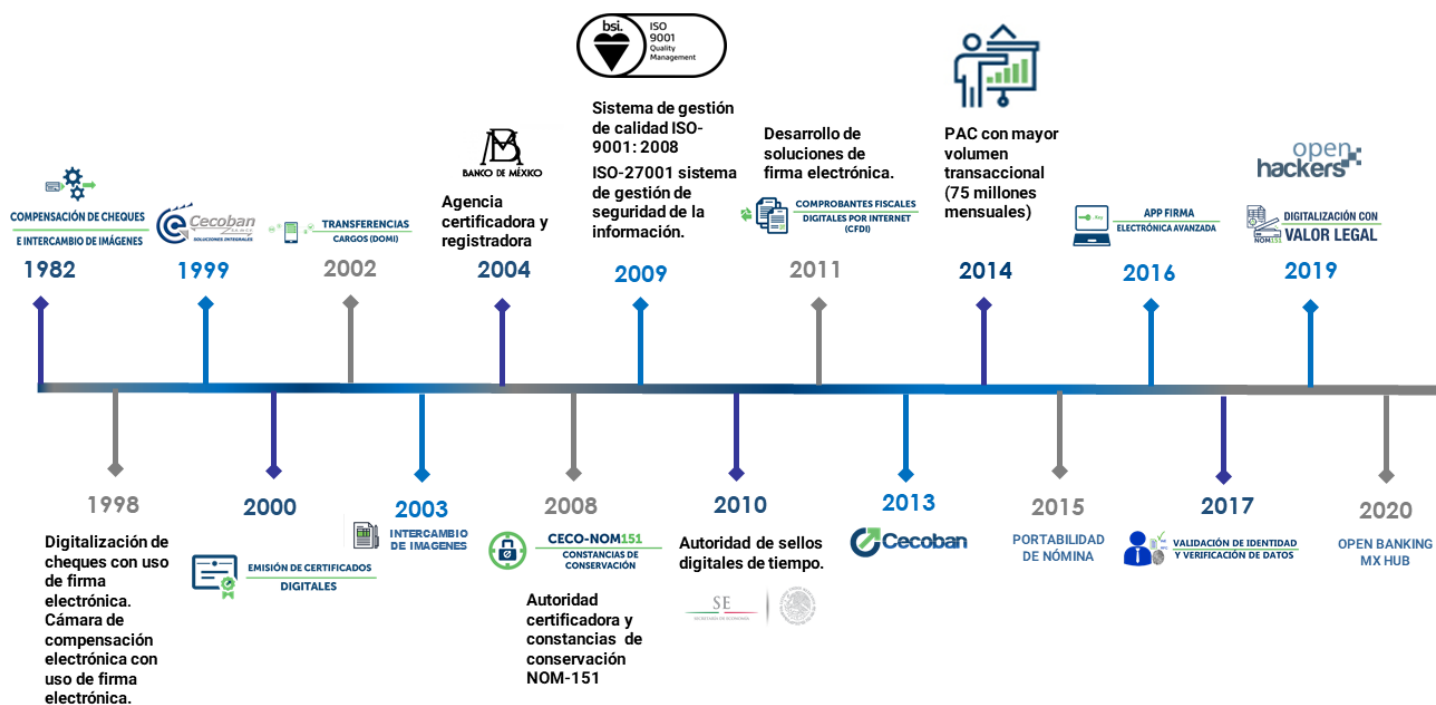 bsi.
ISO
9001
Quality
Management
Sistema de gestión
de calidad ISO-
9001: 2008
ISO-27001 sistema
de gestión de
seguridad de la
información.
COMPENSACIÓN DE CHEQUES
E INTERCAMBIO DE IMÁGENES
1982
Cecoban
S.A. de C.V.
SOLUCIONES INTEGRALES
1999
TRANSFERENCIAS
CARGOS (DOMI)
2002
BANCO DE MÉXICO
Agencia
certificadora y
registradora
2004
2009
Desarrollo de
soluciones de
firma electrónica.
COMPROBANTES FISCALES
DIGITALES POR INTERNET
(CFDI)
2011
PAC con mayor
volumen
transaccional
(75 millones
mensuales)
2014
Key
APP FIRMA
ELECTRÓNICA AVANZADA
2016
open
hackers
NOM151
DIGITALIZACIÓN CON
VALOR LEGAL
2019
1998
Digitalización de
cheques con uso
de firma
electrónica.
Cámara de
compensación
electrónica con
uso de firma
electrónica.
2000
EMISIÓN DE CERTIFICADOS
DIGITALES
2003
INTERCAMBIO
DE IMAGENES
2008
CECO-NOM151
CONSTANCIAS DE
CONSERVACIÓN
Autoridad
certificadora y
constancias de
conservación
NOM-151
2010
Autoridad de sellos
digitales de tiempo.
SE
SECRETARÍA DE ECONOMÍA
2013
Cecoban
2015
PORTABILIDAD
DE NÓMINA
2017
VALIDACIÓN DE IDENTIDAD
Y VERIFICACIÓN DE DATOS
2020
OPEN BANKING
MX HUB